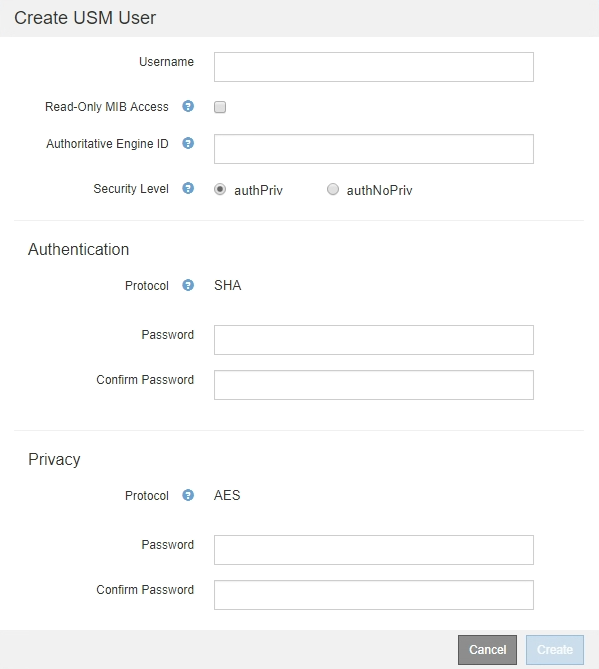 Create USM User
Username
Read-Only MIB Access ?
Authoritative Engine ID ?
Security Level ? authPriv authNoPriv
Authentication
Protocol ? SHA
Password
Confirm Password
Privacy
Protocol ? AES
Password
Confirm Password
Cancel Create